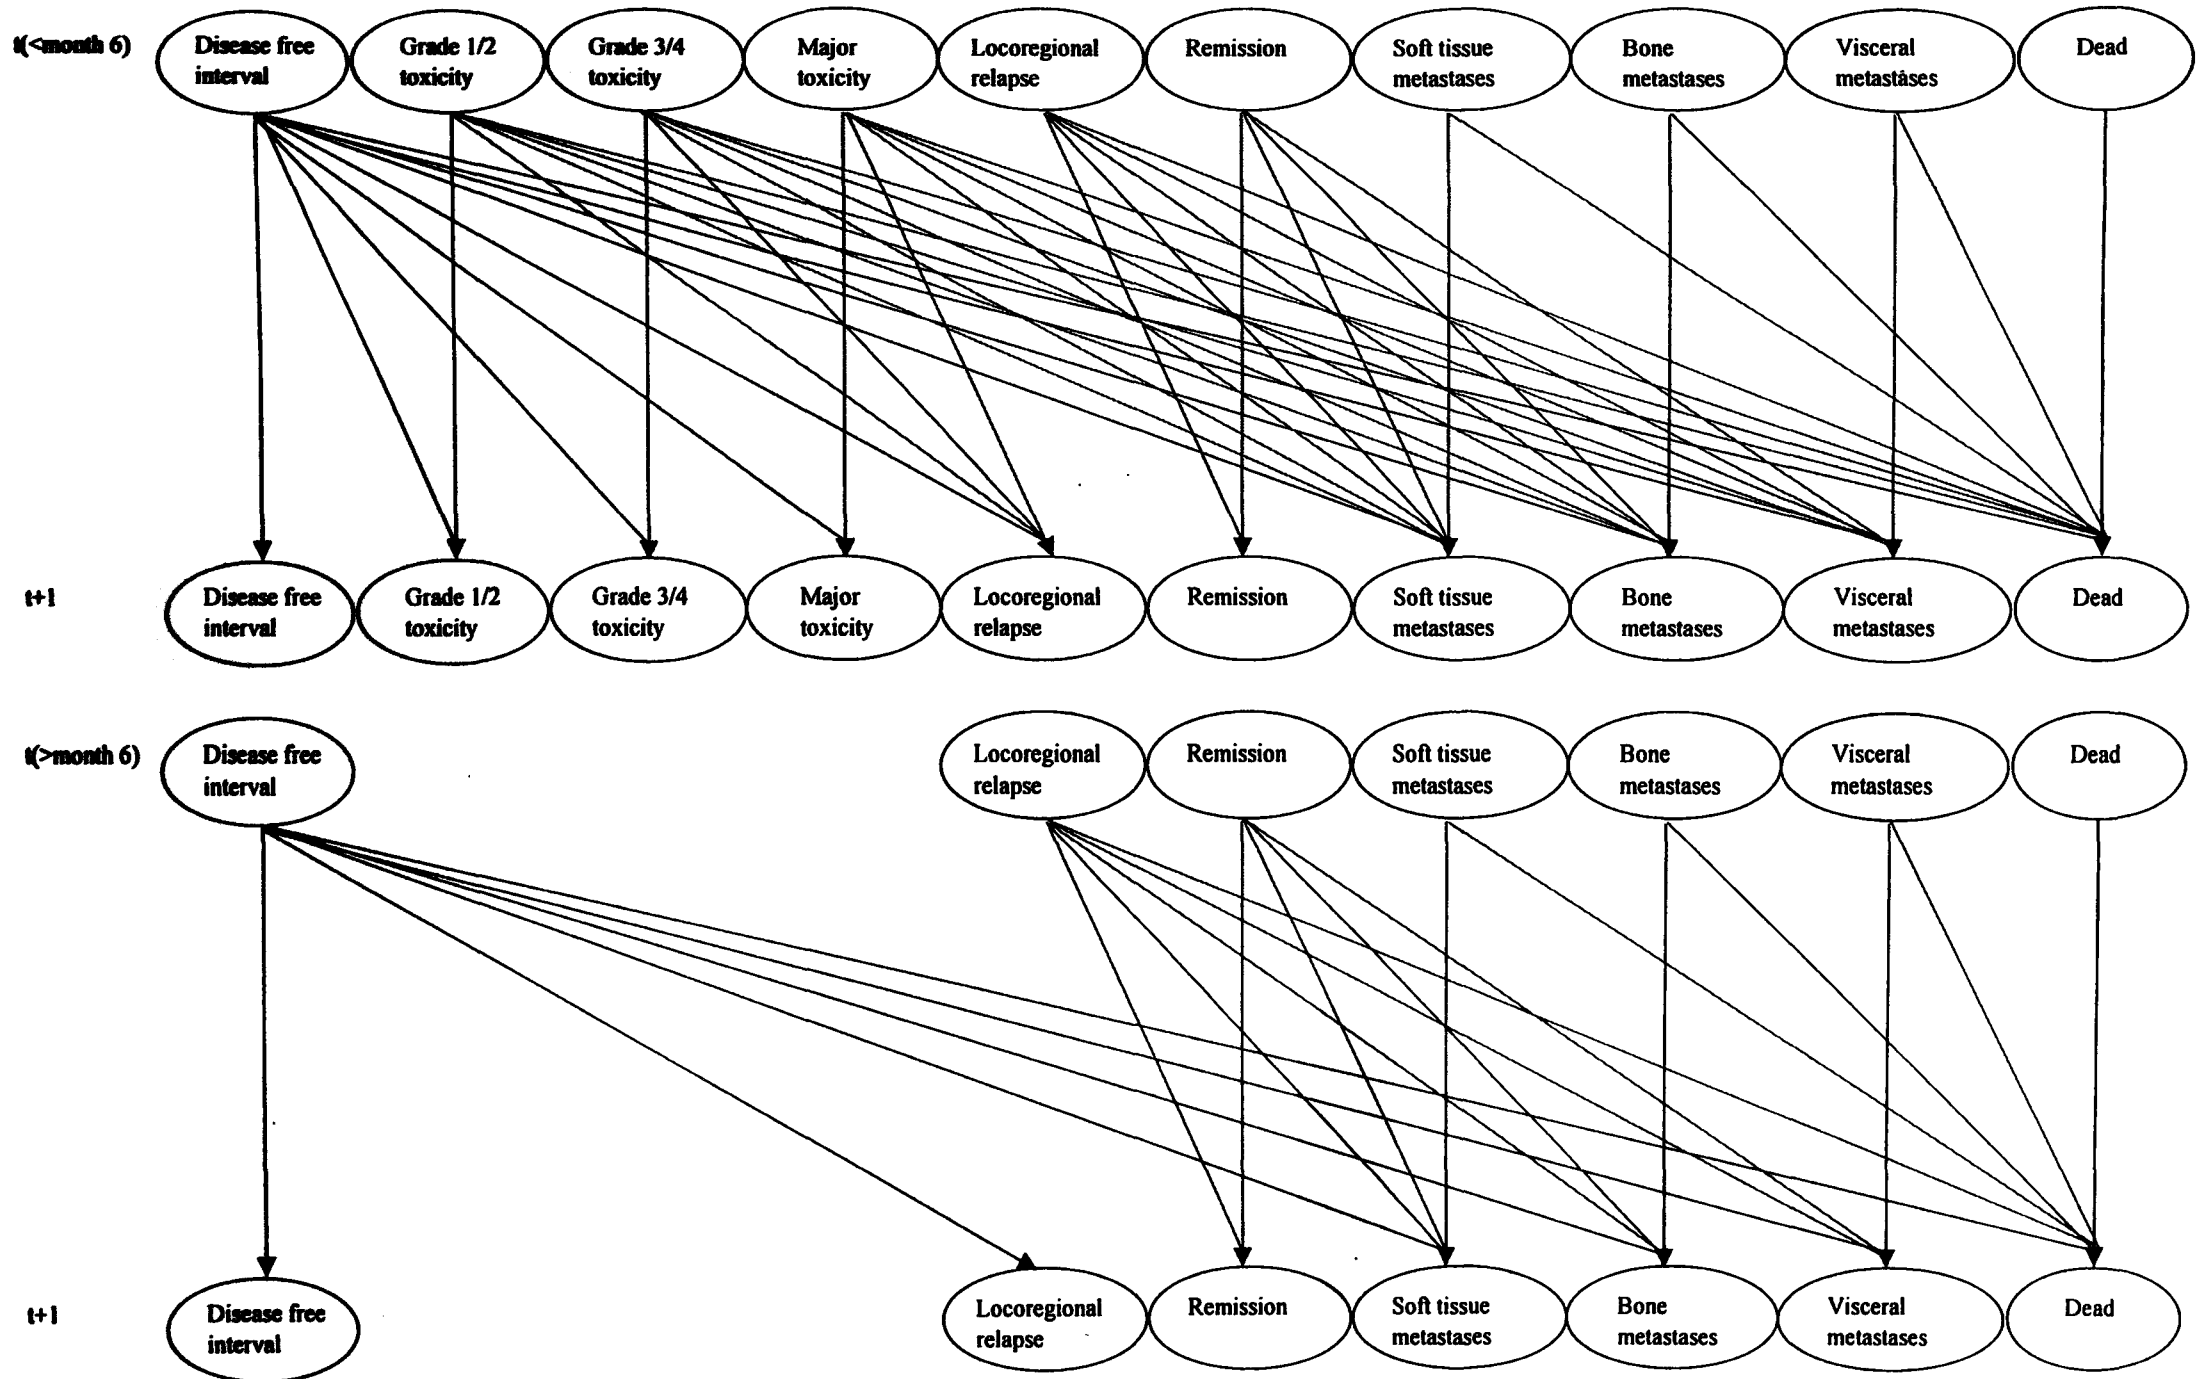 t(<month 6)
Disease free
interval
Grade 1/2
toxicity
Grade 3/4
toxicity
Major
toxicity
Locoregional
relapse
Remission
Soft tissue
metastases
Bone
metastases
Visceral
metastases
Dead
t+1
Disease free
interval
Grade 1/2
toxicity
Grade 3/4
toxicity
Major
toxicity
Locoregional
relapse
Remission
Soft tissue
metastases
Bone
metastases
Visceral
metastases
Dead
t(>month 6)
Disease free
interval
Locoregional
relapse
Remission
Soft tissue
metastases
Bone
metastases
Visceral
metastases
Dead
t+1
Disease free
interval
Locoregional
relapse
Remission
Soft tissue
metastases
Bone
metastases
Visceral
metastases
Dead